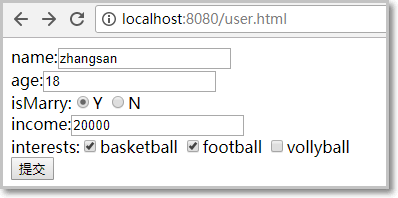 localhost:8080/user.html
name:zhangsan
age:18
isMarry: Y N
income:20000
interests: basketball football vollyball
提交